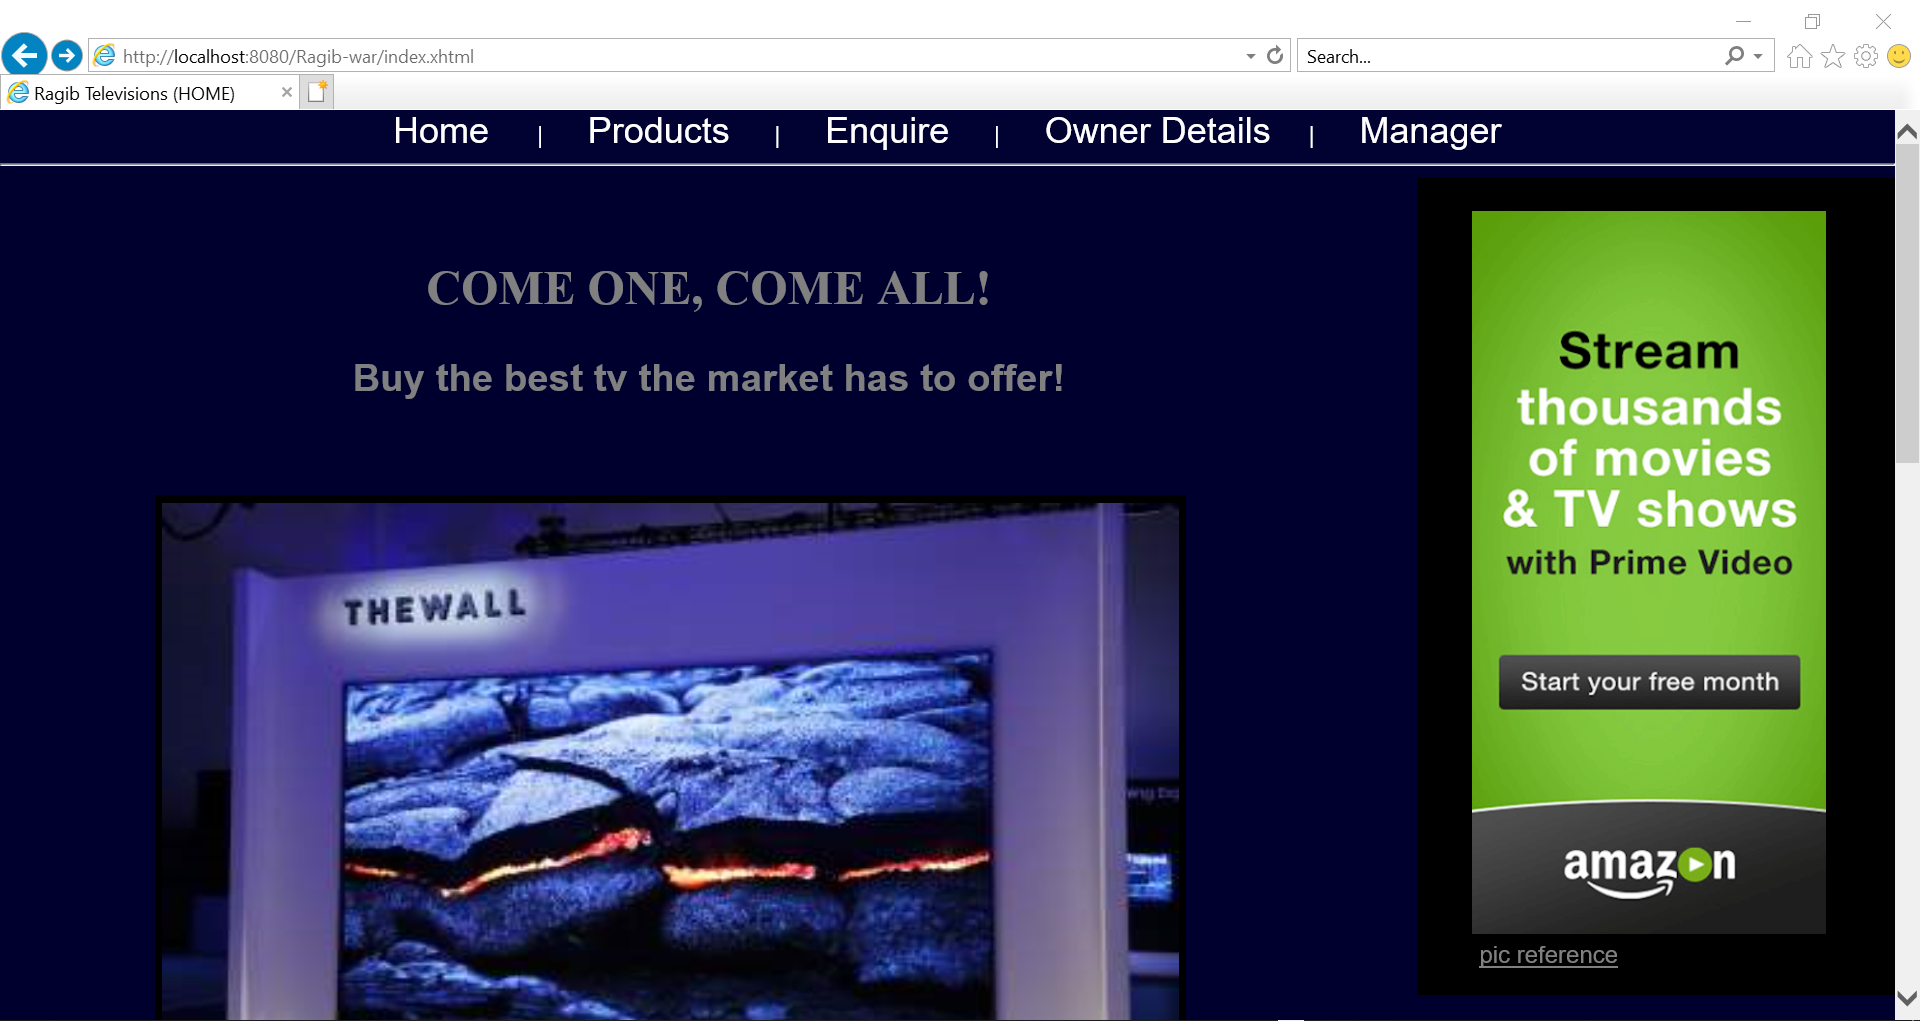 http://localhost:8080/Ragib-war/index.xhtml
Search...
Ragib Televisions (HOME)
Home | Products | Enquire | Owner Details | Manager
COME ONE, COME ALL!
Buy the best tv the market has to offer!
THEWALL
Stream
thousands
of movies
& TV shows
with Prime Video
Start your free month
amazon
pic reference